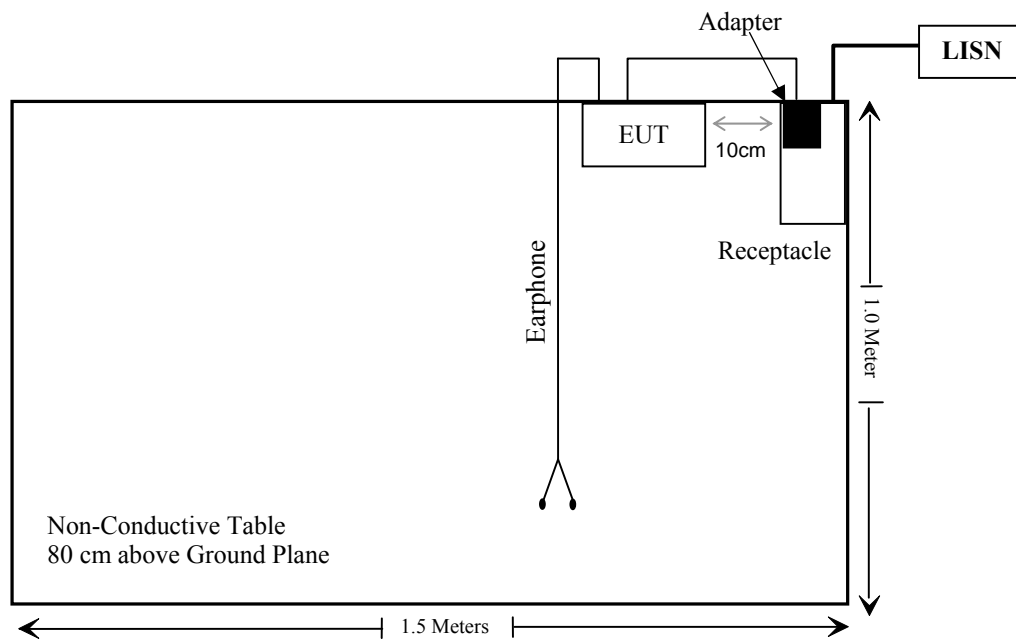 Adapter
LISN
EUT
10cm
Receptacle
Earphone
1.0 Meter
Non-Conductive Table
80 cm above Ground Plane
1.5 Meters